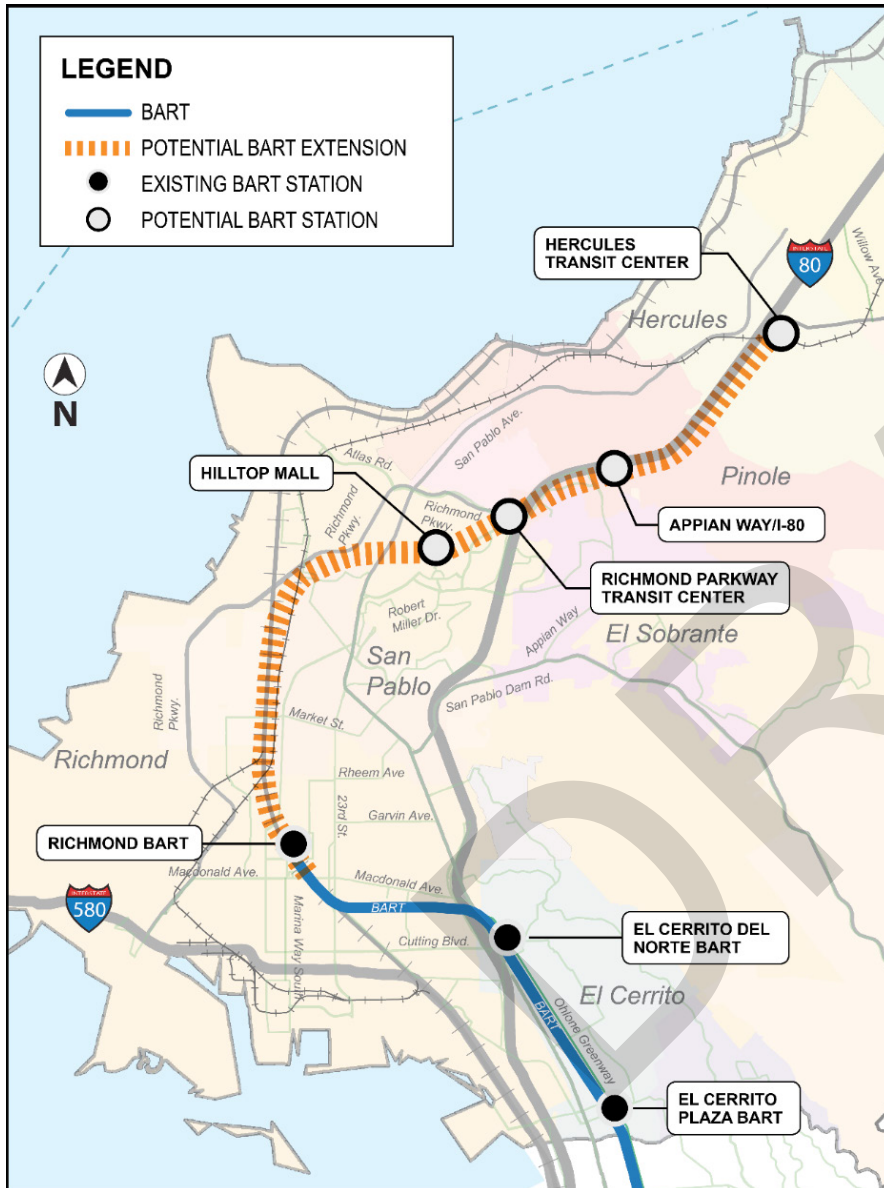 LEGEND
BART
POTENTIAL BART EXTENSION
EXISTING BART STATION
POTENTIAL BART STATION
HERCULES
TRANSIT CENTER
INTERSTATE
80
Willow Ave.
Hercules
N
San Pablo Ave.
Atlas Rd.
HILLTOP MALL
Pinole
Richmond
Pkwy.
Richmond
Pkwy.
APPIAN WAY/I-80
RICHMOND PARKWAY
TRANSIT CENTER
Robert
Miller Dr.
Appian Way
El Sobrante
San
Pablo
San Pablo Dam Rd.
Richmond
Pkwy.
Market St.
Richmond
Rheem Ave
23rd St.
Garvin Ave.
RICHMOND BART
Macdonald Ave.
Macdonald Ave.
INTERSTATE
580
BART
Marina Way South
Cutting Blvd.
EL CERRITO DEL
NORTE BART
El Cerrito
BART
Ohlone Greenway
EL CERRITO
PLAZA BART
DR